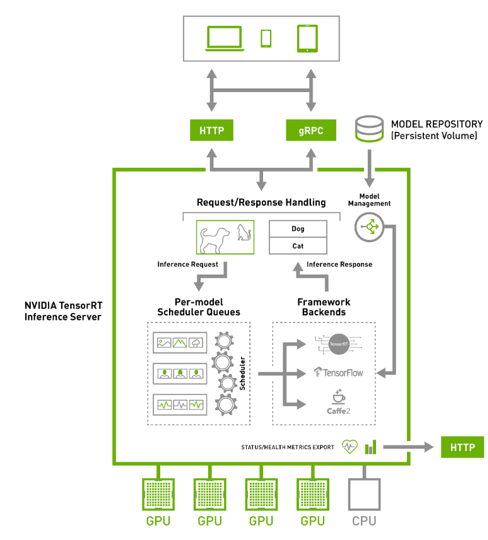 HTTP
gRPC
MODEL REPOSITORY
(Persistent Volume)
Request/Response Handling
Model
Management
Dog
Cat
Inference Request
Inference Response
NVIDIA TensorRT
Inference Server
Per-model
Scheduler Queues
Framework
Backends
Scheduler
TensorRT
TensorFlow
Caffe2
STATUS/HEALTH METRICS EXPORT
HTTP
GPU
GPU
GPU
GPU
CPU